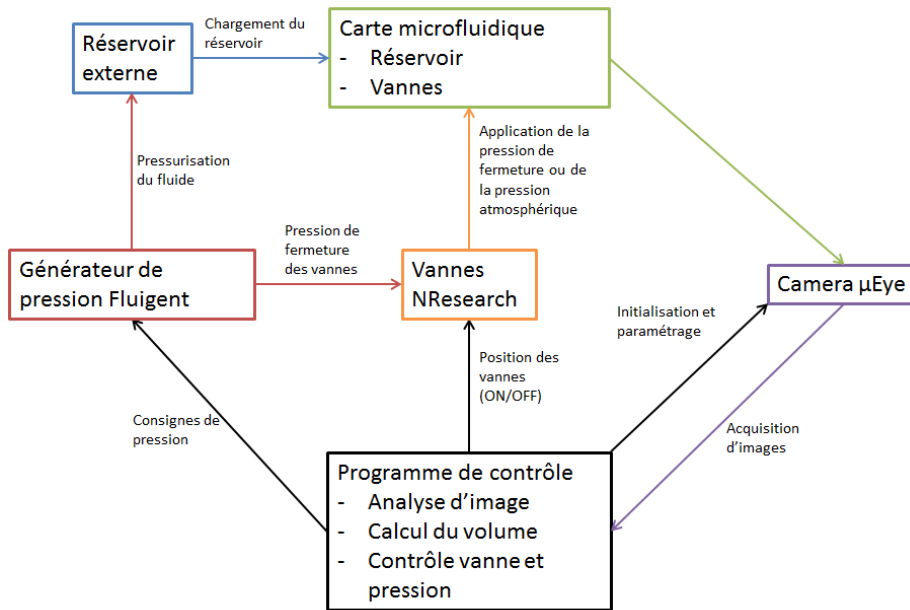 Chargement du
réservoir
Réservoir
externe
Carte microfluidique
- Réservoir
- Vannes
Pressurisation
du fluide
Application de la
pression de
fermeture ou de
la pression
atmosphérique
Pression de
fermeture
des vannes
Générateur de
pression Fluigent
Vannes
NResearch
Camera µEye
Initialisation et
paramétrage
Position des
vannes
(ON/OFF)
Consignes de
pression
Acquisition
d’images
Programme de contrôle
- Analyse d’image
- Calcul du volume
- Contrôle vanne et
pression